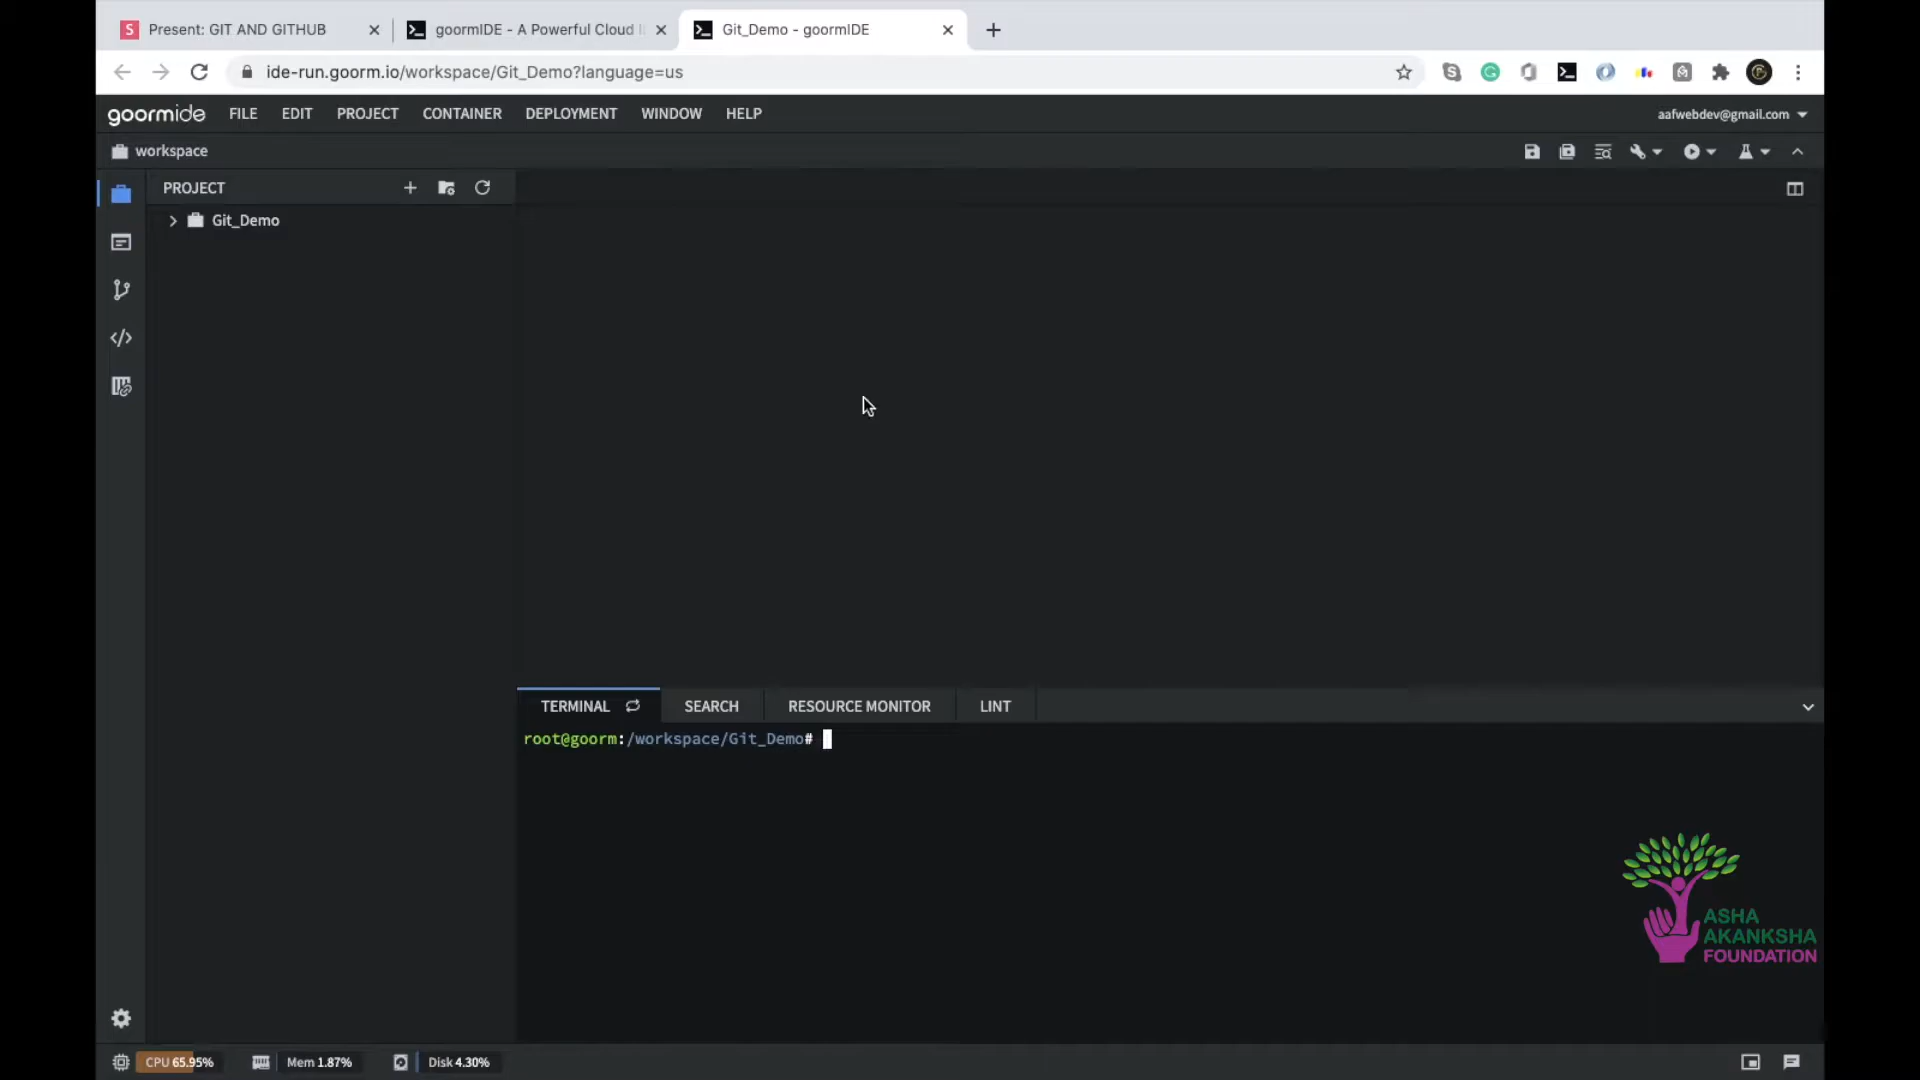 Present: GIT AND GITHUB
goormIDE - A Powerful Cloud
Git_Demo - goormIDE
ide-run.goorm.io/workspace/Git_Demo?language=us
goormide FILE EDIT PROJECT CONTAINER DEPLOYMENT WINDOW HELP aafwebdev@gmail.com
workspace
PROJECT
Git_Demo
TERMINAL SEARCH RESOURCE MONITOR LINT
root@goorm:/workspace/Git_Demo#
ASHA
AKANKSHA
FOUNDATION
CPU 65.95% Mem 1.87% Disk 4.30%